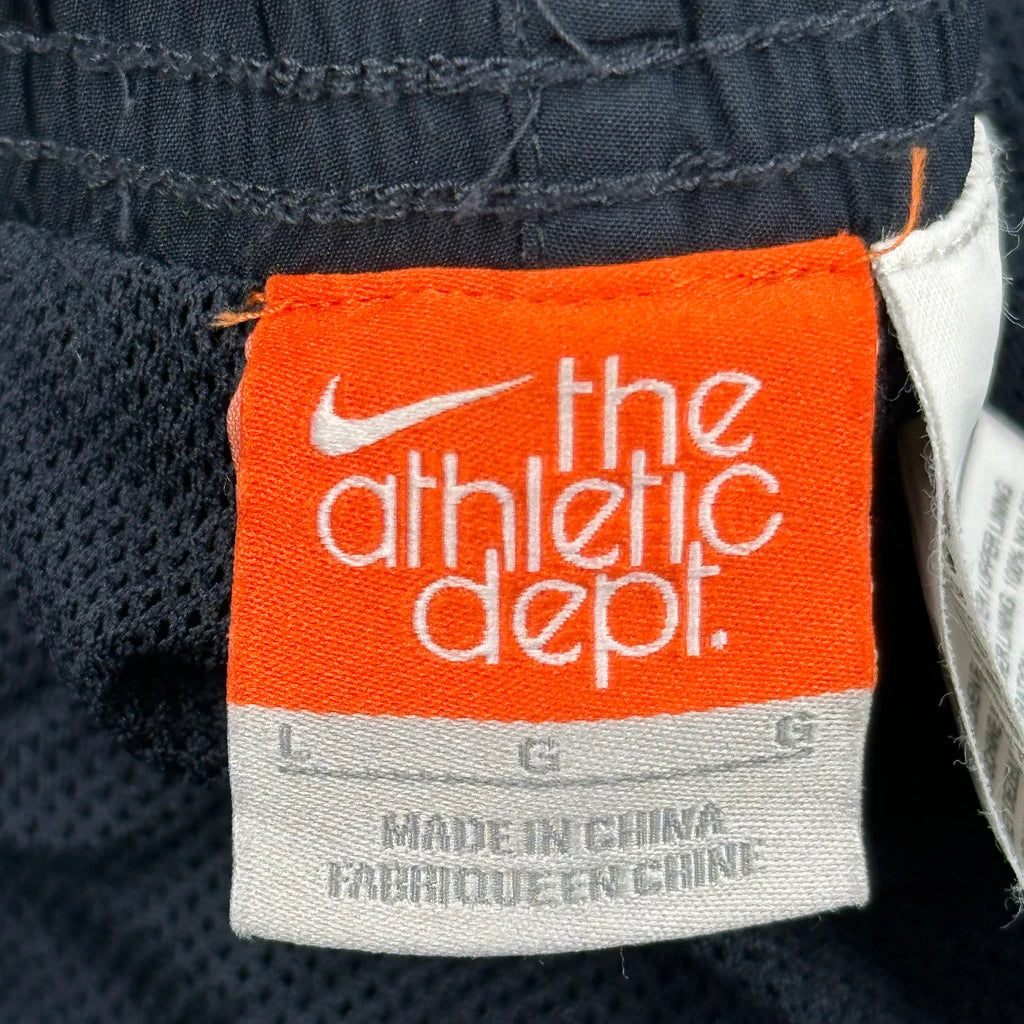 the
athletic
dept.
L G G
MADE IN CHINA
FABRIQUE EN CHINE